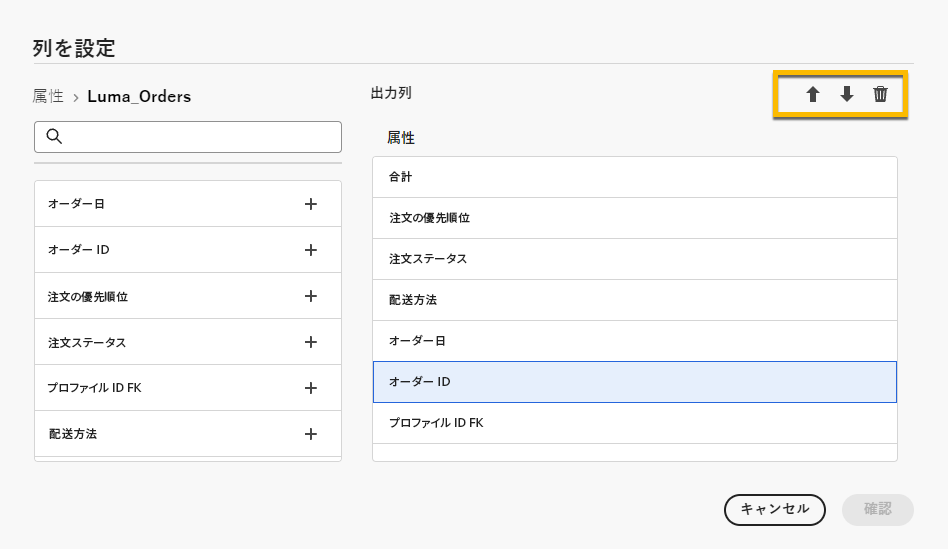 列を設定
属性 › Luma_Orders
オーダー日
オーダー ID
注文の優先順位
注文ステータス
プロファイル ID FK
配送方法
出力列
属性
合計
注文の優先順位
注文ステータス
配送方法
オーダー日
オーダー ID
プロファイル ID FK
キャンセル
確認